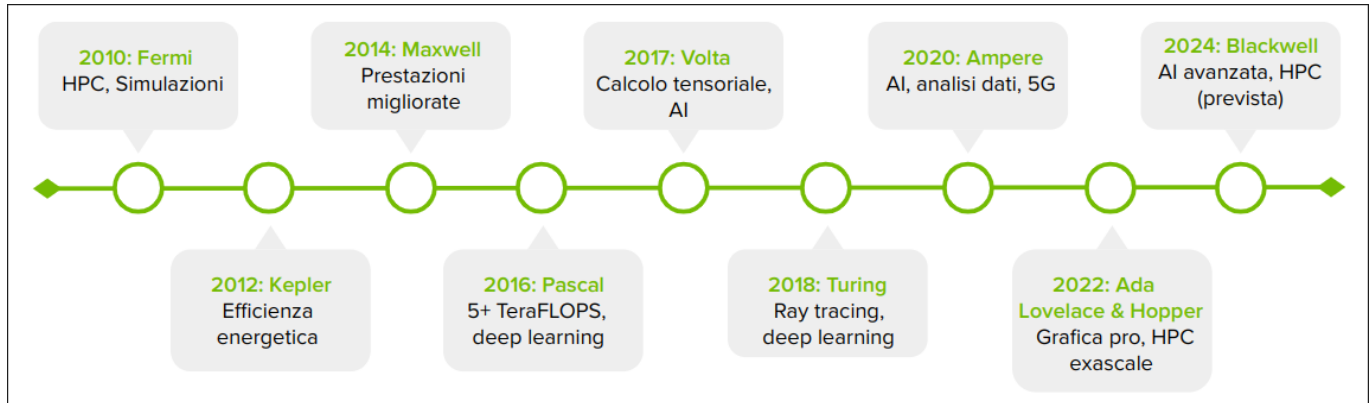 2010: Fermi
HPC, Simulazioni
2012: Kepler
Efficienza
energetica
2014: Maxwell
Prestazioni
migliorate
2016: Pascal
5+ TeraFLOPS,
deep learning
2017: Volta
Calcolo tensoriale,
AI
2018: Turing
Ray tracing,
deep learning
2020: Ampere
AI, analisi dati, 5G
2022: Ada
Lovelace & Hopper
Grafica pro, HPC
exascale
2024: Blackwell
AI avanzata, HPC
(prevista)